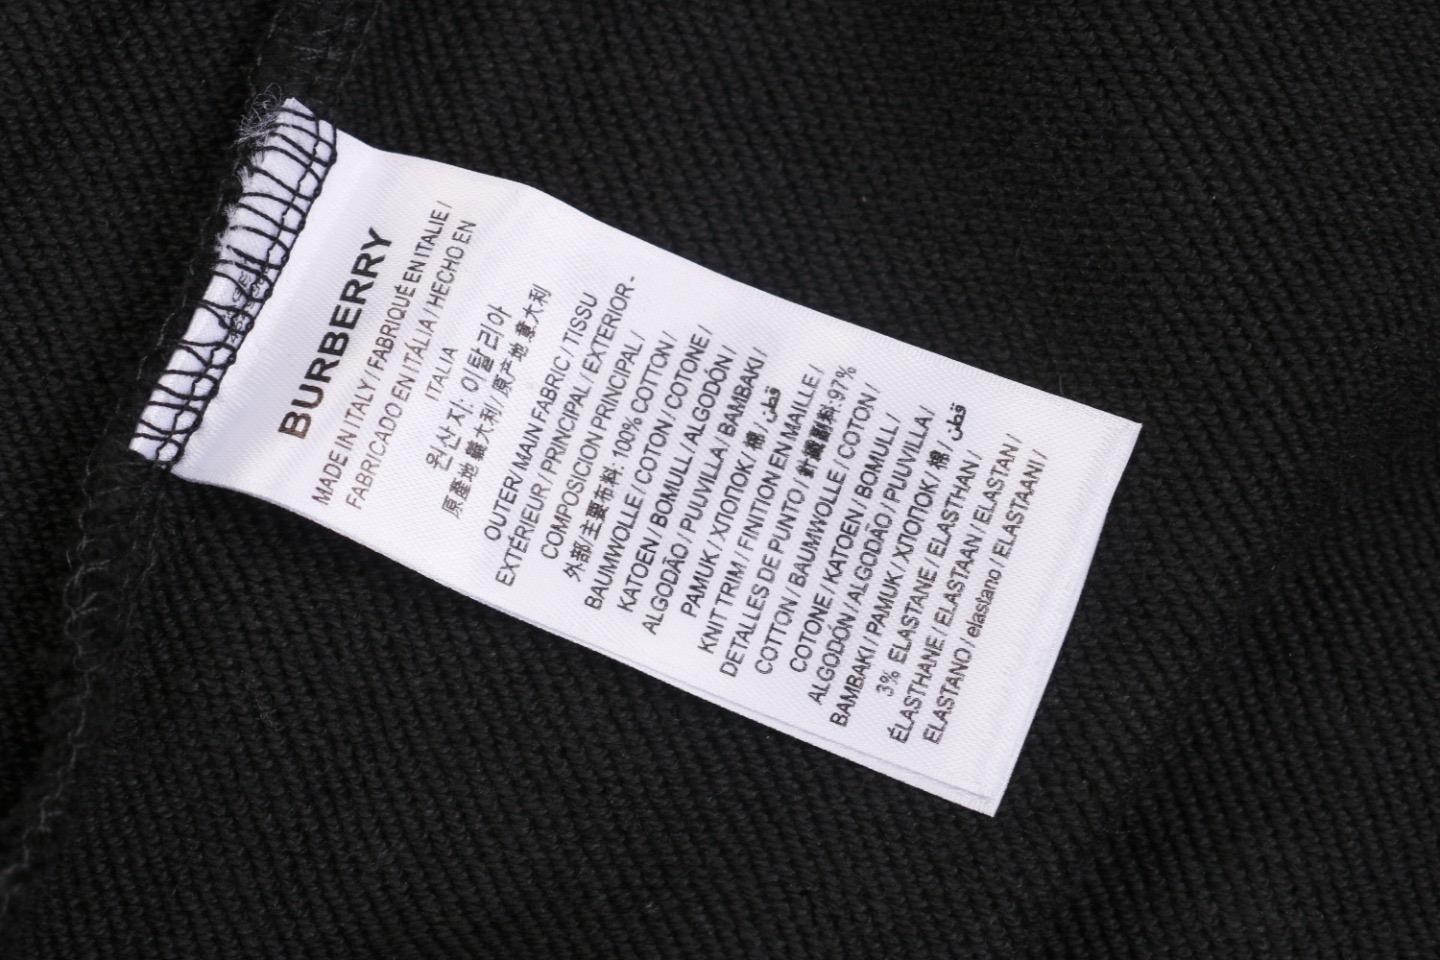 BURBERRY
MADE IN ITALY / FABRIQUÉ EN ITALIE /
FABRICADO EN ITÁLIA / HECHO EN
ITALIA
원산지: 이탈리아
原產地義大利 / 原产地意大利
OUTER / MAIN FABRIC / TISSU
EXTÉRIEUR / PRINCIPAL / EXTERIOR -
COMPOSICION PRINCIPAL /
外部/主要布料: 100% COTTON /
BAUMWOLLE / COTON / COTONE /
KATOEN / BOMULL / ALGODÓN /
ALGODÃO / PUUVILLA / BAMBAKI /
PAMUK / ХЛОПОК / 棉 / قطن
KNIT TRIM / FINITION EN MAILLE /
DETALLES DE PUNTO / 針織副料: 97%
COTTON / BAUMWOLLE / COTON /
COTONE / KATOEN / BOMULL /
ALGODÓN / ALGODÃO / PUUVILLA /
BAMBAKI / PAMUK / ХЛОПОК / 棉 / قطن
3% ELASTANE / ELASTHAN /
ÉLASTHANE / ELASTAAN / ELASTAN /
ELASTANO / elastano / ELASTAANI /